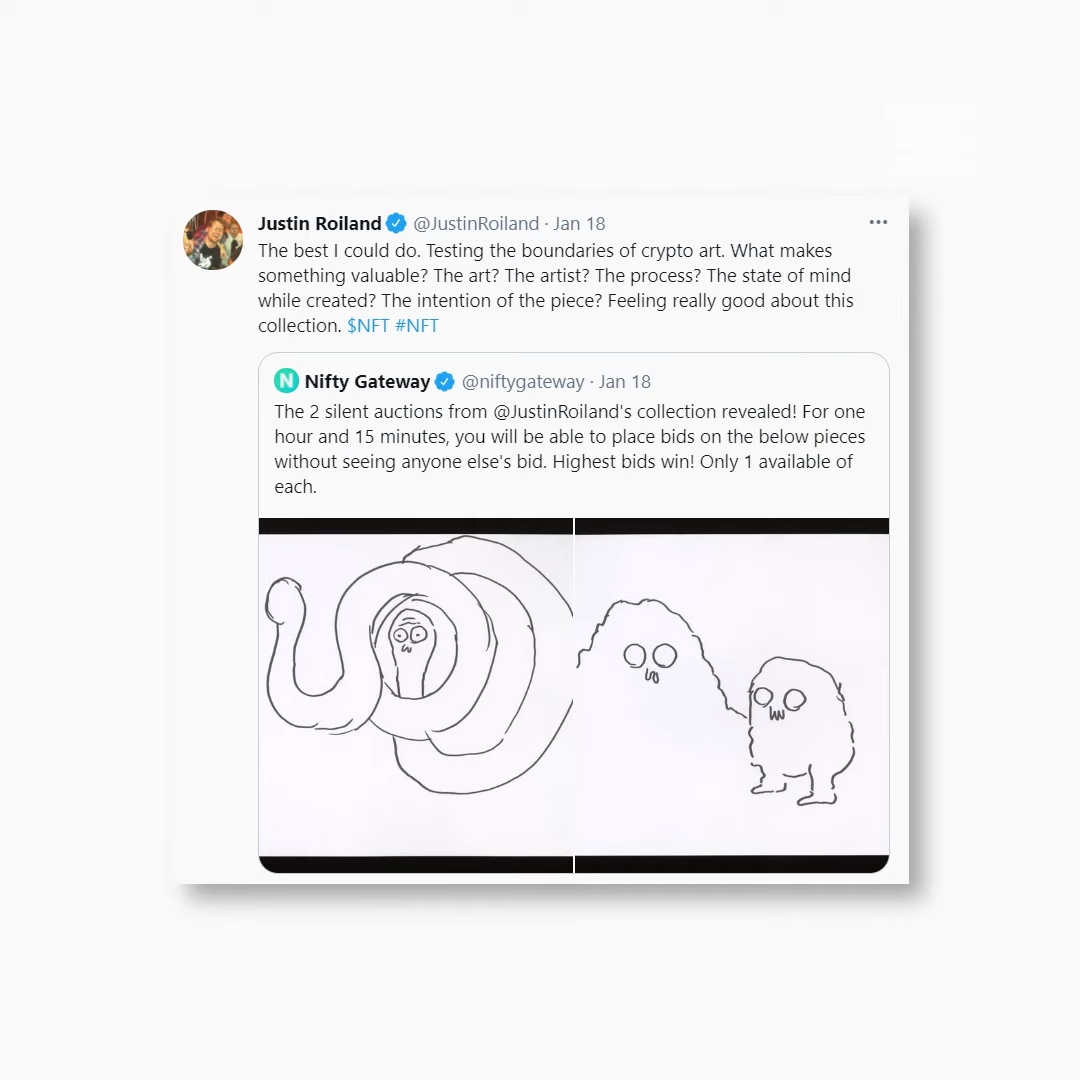 Justin Roiland @JustinRoiland · Jan 18
The best I could do. Testing the boundaries of crypto art. What makes
something valuable? The art? The artist? The process? The state of mind
while created? The intention of the piece? Feeling really good about this
collection. $NFT #NFT
N Nifty Gateway @niftygateway · Jan 18
The 2 silent auctions from @JustinRoiland's collection revealed! For one
hour and 15 minutes, you will be able to place bids on the below pieces
without seeing anyone else's bid. Highest bids win! Only 1 available of
each.